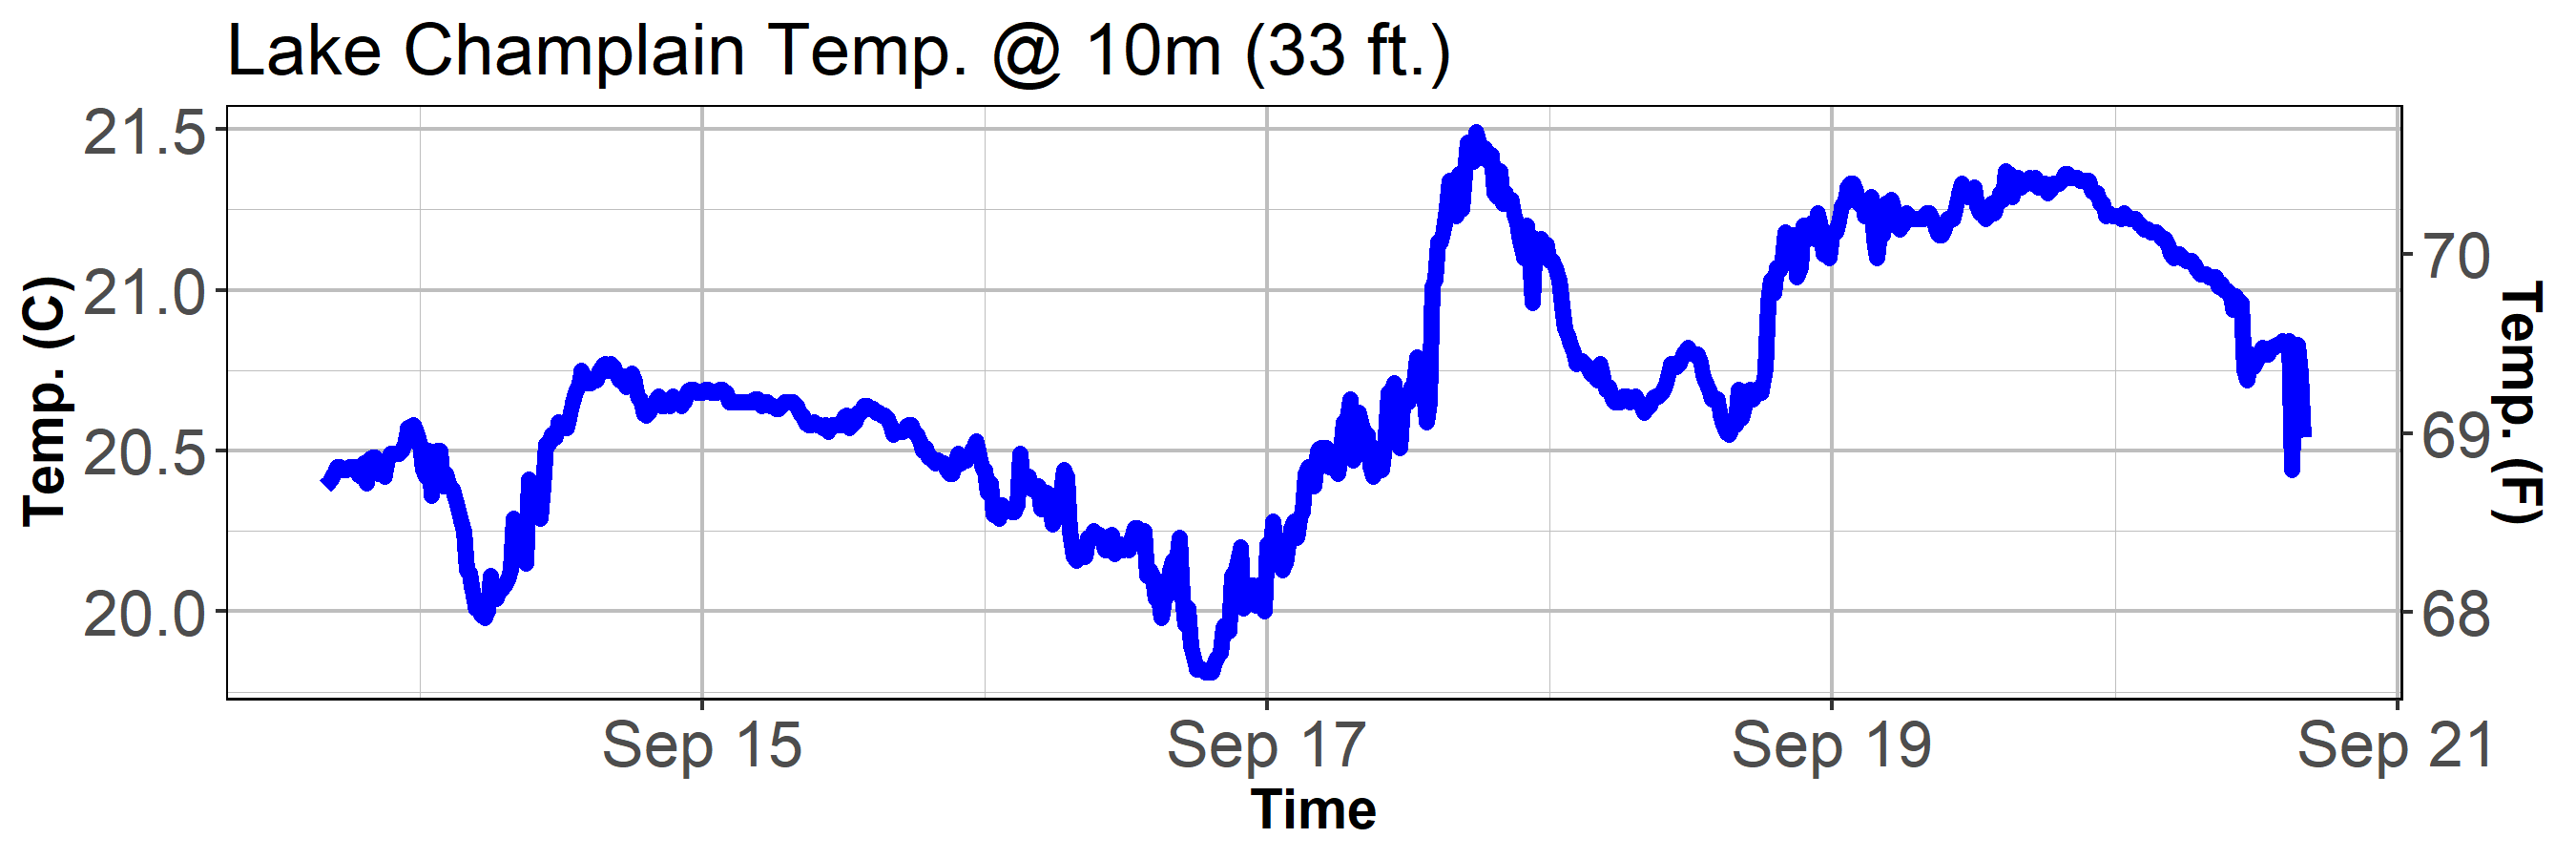 Lake Champlain Temp. @ 10m (33 ft.)
21.5
21.0
20.5
20.0
Temp. (C)
70
69
68
Temp. (F)
Sep 15 Sep 17 Sep 19 Sep 21
Time